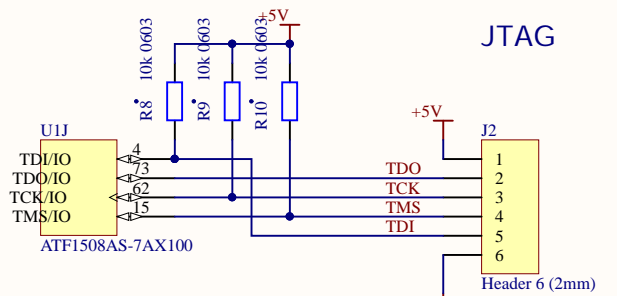 +5V
JTAG
10k 0603
10k 0603
10k 0603
R8
R9
R10
+5V
U1J
J2
TDI/IO
4
1
TDO/IO
73
TDO
2
TCK/IO
62
TCK
3
TMS/IO
15
TMS
4
TDI
5
6
ATF1508AS-7AX100
Header 6 (2mm)